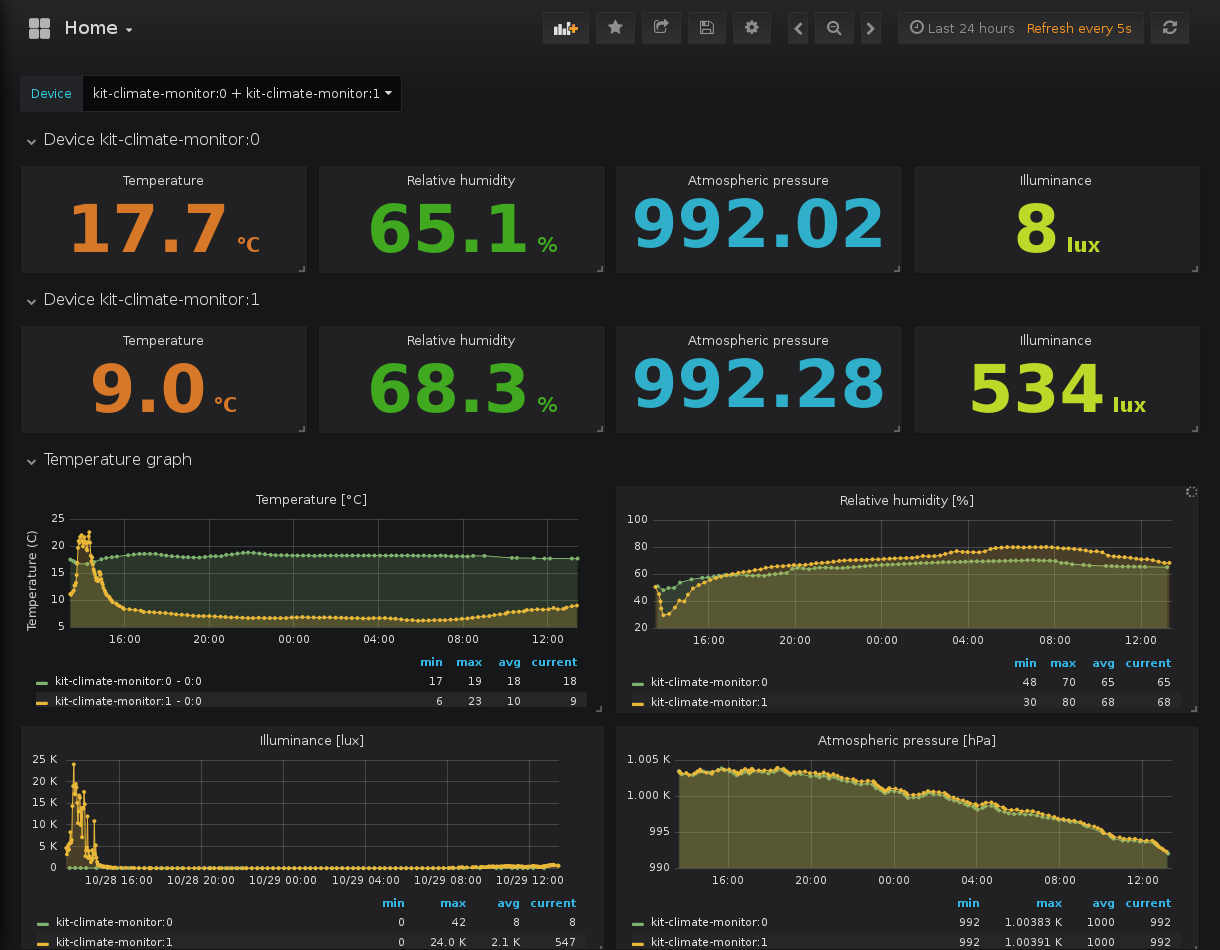 Home
Last 24 hours Refresh every 5s
Device kit-climate-monitor:0 + kit-climate-monitor:1
Device kit-climate-monitor:0
Temperature Relative humidity Atmospheric pressure Illuminance
17.7 °C 65.1 % 992.02 8 lux
Device kit-climate-monitor:1
Temperature Relative humidity Atmospheric pressure Illuminance
9.0 °C 68.3 % 992.28 534 lux
Temperature graph
Temperature [°C]
Temperature (C)
25
20
15
10
5
16:00 20:00 00:00 04:00 08:00 12:00
min max avg current
kit-climate-monitor:0 - 0:0 17 19 18 18
kit-climate-monitor:1 - 0:0 6 23 10 9
Relative humidity [%]
100
80
60
40
20
16:00 20:00 00:00 04:00 08:00 12:00
min max avg current
kit-climate-monitor:0 48 70 65 65
kit-climate-monitor:1 30 80 68 68
Illuminance [lux]
25 K
20 K
15 K
10 K
5 K
0
10/28 16:00 10/28 20:00 10/29 00:00 10/29 04:00 10/29 08:00 10/29 12:00
min max avg current
kit-climate-monitor:0 0 42 8 8
kit-climate-monitor:1 0 24.0 K 2.1 K 547
Atmospheric pressure [hPa]
1.005 K
1.000 K
995
990
16:00 20:00 00:00 04:00 08:00 12:00
min max avg current
kit-climate-monitor:0 992 1.00383 K 1000 992
kit-climate-monitor:1 992 1.00391 K 1000 992